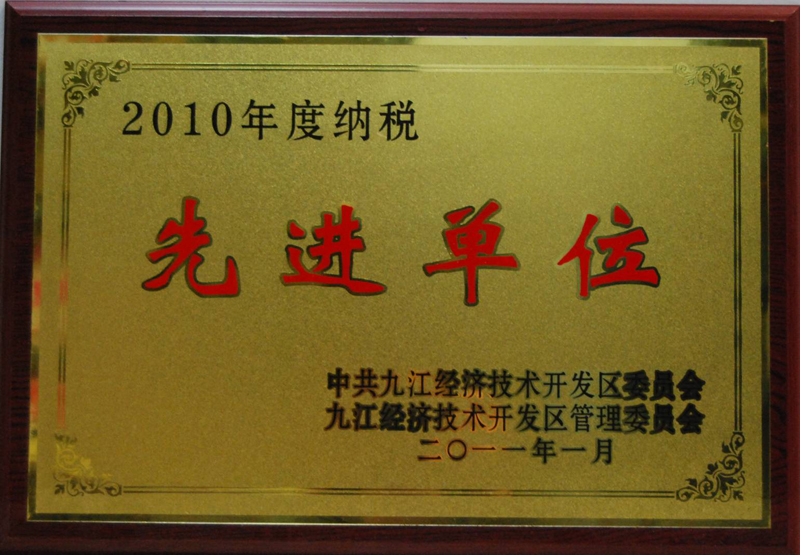 2010年度纳税
先进单位
中共九江经济技术开发区委员会
九江经济技术开发区管理委员会
二〇一一年一月